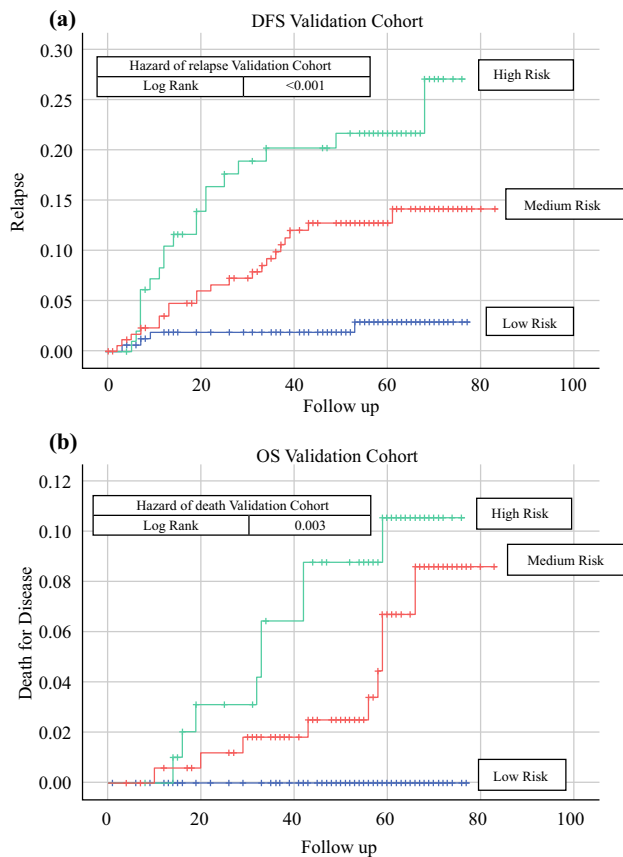 (a)
DFS Validation Cohort
0.30
Hazard of relapse Validation Cohort
Log Rank <0.001
High Risk
0.25
0.20
0.15
Medium Risk
Relapse
0.10
0.05
Low Risk
0.00
0 20 40 60 80 100
Follow up
(b)
OS Validation Cohort
0.12
Hazard of death Validation Cohort
Log Rank 0.003
High Risk
0.10
Medium Risk
0.08
0.06
Death for Disease
0.04
0.02
0.00
Low Risk
0 20 40 60 80 100
Follow up